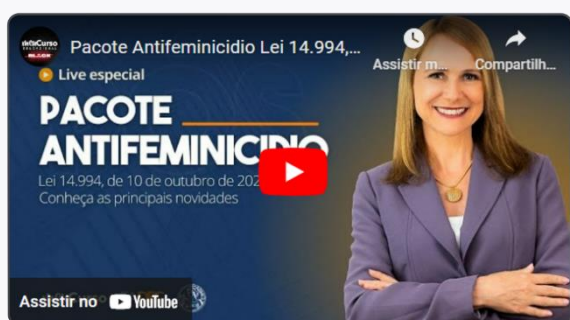 Pacote Antifeminicidio Lei 14.994,...
Assistir m...
Compartilh...
Live especial
PACOTE
ANTIFEMINICIDIO
Lei 14.994, de 10 de outubro de 202
Conheça as principais novidades
Assistir no YouTube